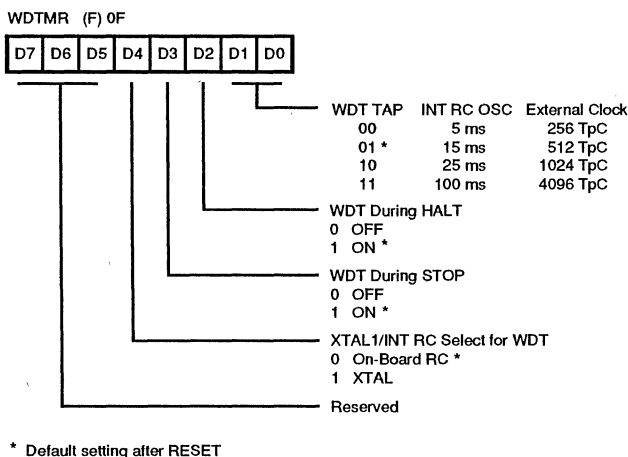 WDTMR (F) 0F
D7 D6 D5 D4 D3 D2 D1 D0
WDT TAP INT RC OSC External Clock
00 5 ms 256 TpC
01 * 15 ms 512 TpC
10 25 ms 1024 TpC
11 100 ms 4096 TpC
WDT During HALT
0 OFF
1 ON *
WDT During STOP
0 OFF
1 ON *
XTAL1/INT RC Select for WDT
0 On-Board RC *
1 XTAL
Reserved
* Default setting after RESET